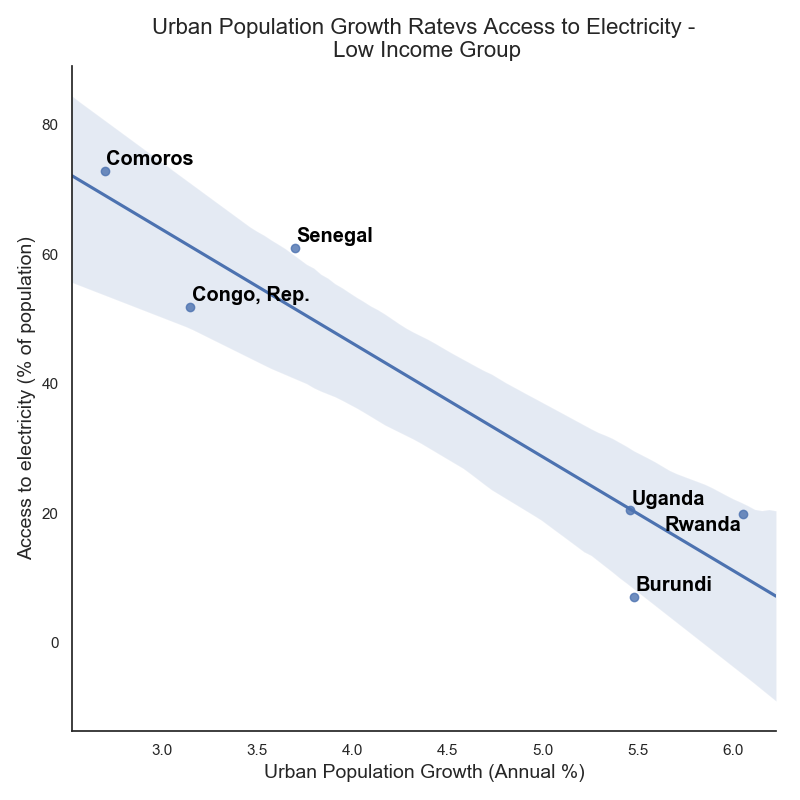 Urban Population Growth Ratevs Access to Electricity -
Low Income Group
Access to electricity (% of population)
80
60
40
20
0
Comoros
Senegal
Congo, Rep.
Uganda
Rwanda
Burundi
3.0 3.5 4.0 4.5 5.0 5.5 6.0
Urban Population Growth (Annual %)